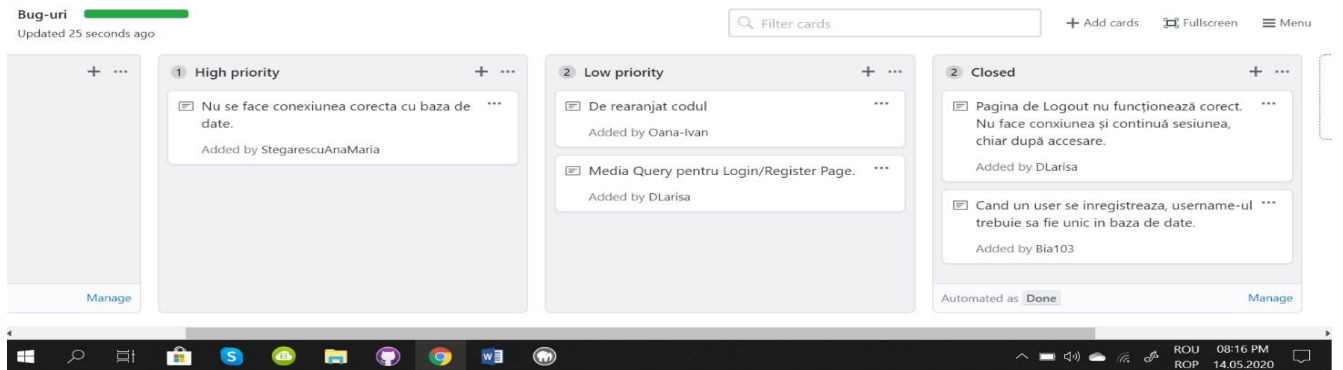 Bug-uri
Updated 25 seconds ago
Filter cards
Add cards
Fullscreen
Menu
Manage
1 High priority
Nu se face conexiunea corecta cu baza de
date.
Added by StegarescuAnaMaria
2 Low priority
De rearanjat codul
Added by Oana-Ivan
Media Query pentru Login/Register Page.
Added by DLarisa
2 Closed
Pagina de Logout nu funcționează corect.
Nu face conxiunea și continuă sesiunea,
chiar după accesare.
Added by DLarisa
Cand un user se inregistreaza, username-ul
trebuie sa fie unic in baza de date.
Added by Bia103
Automated as Done
Manage
ROU
ROP
08:16 PM
14.05.2020